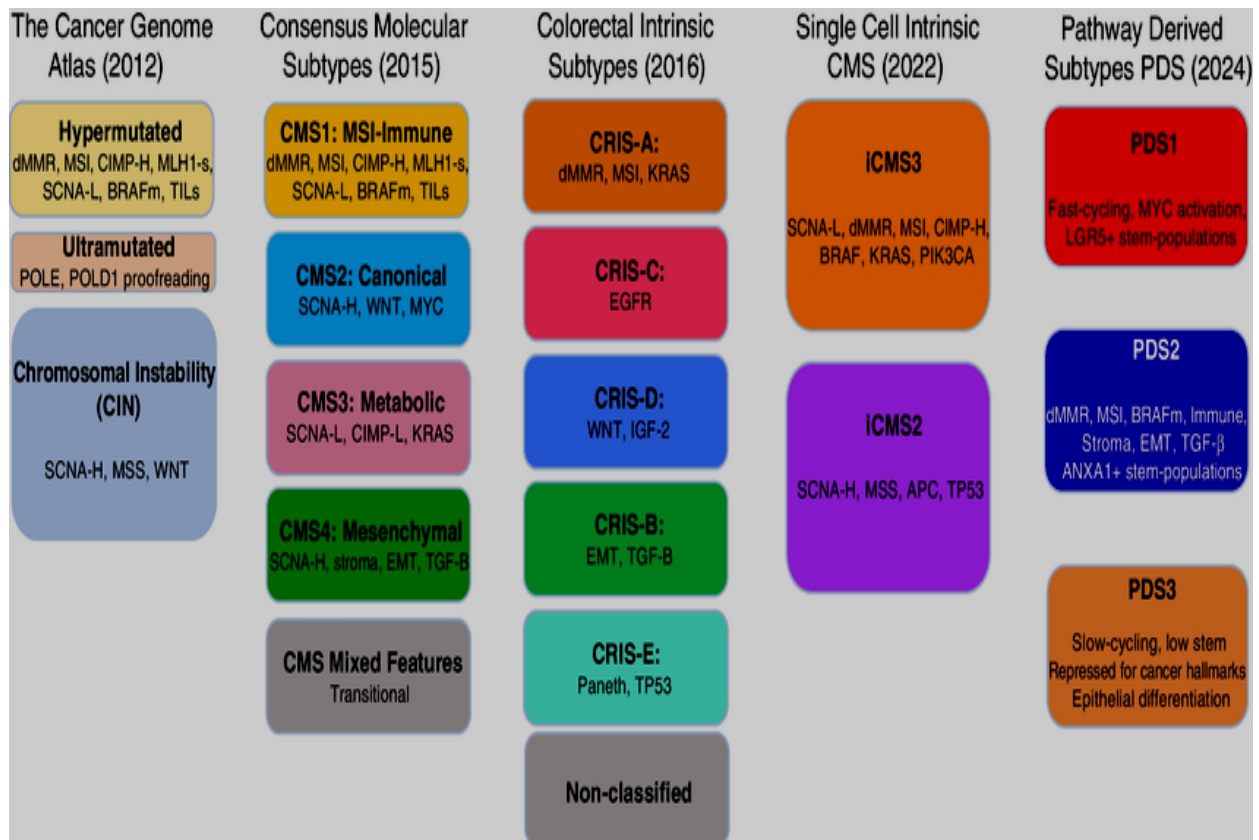 The Cancer Genome
Atlas (2012)
Hypermutated
dMMR, MSI, CIMP-H, MLH1-s,
SCNA-L, BRAFm, TILs
Ultramutated
POLE, POLD1 proofreading
Chromosomal Instability
(CIN)
SCNA-H, MSS, WNT
Consensus Molecular
Subtypes (2015)
CMS1: MSI-Immune
dMMR, MSI, CIMP-H, MLH1-s,
SCNA-L, BRAFm, TILs
CMS2: Canonical
SCNA-H, WNT, MYC
CMS3: Metabolic
SCNA-L, CIMP-L, KRAS
CMS4: Mesenchymal
SCNA-H, stroma, EMT, TGF-B
CMS Mixed Features
Transitional
Colorectal Intrinsic
Subtypes (2016)
CRIS-A:
dMMR, MSI, KRAS
CRIS-C:
EGFR
CRIS-D:
WNT, IGF-2
CRIS-B:
EMT, TGF-B
CRIS-E:
Paneth, TP53
Non-classified
Single Cell Intrinsic
CMS (2022)
iCMS3
SCNA-L, dMMR, MSI, CIMP-H,
BRAF, KRAS, PIK3CA
iCMS2
SCNA-H, MSS, APC, TP53
Pathway Derived
Subtypes PDS (2024)
PDS1
Fast-cycling, MYC activation,
LGR5+ stem-populations
PDS2
dMMR, MSI, BRAFm, Immune,
Stroma, EMT, TGF-β
ANXA1+ stem-populations
PDS3
Slow-cycling, low stem
Repressed for cancer hallmarks
Epithelial differentiation